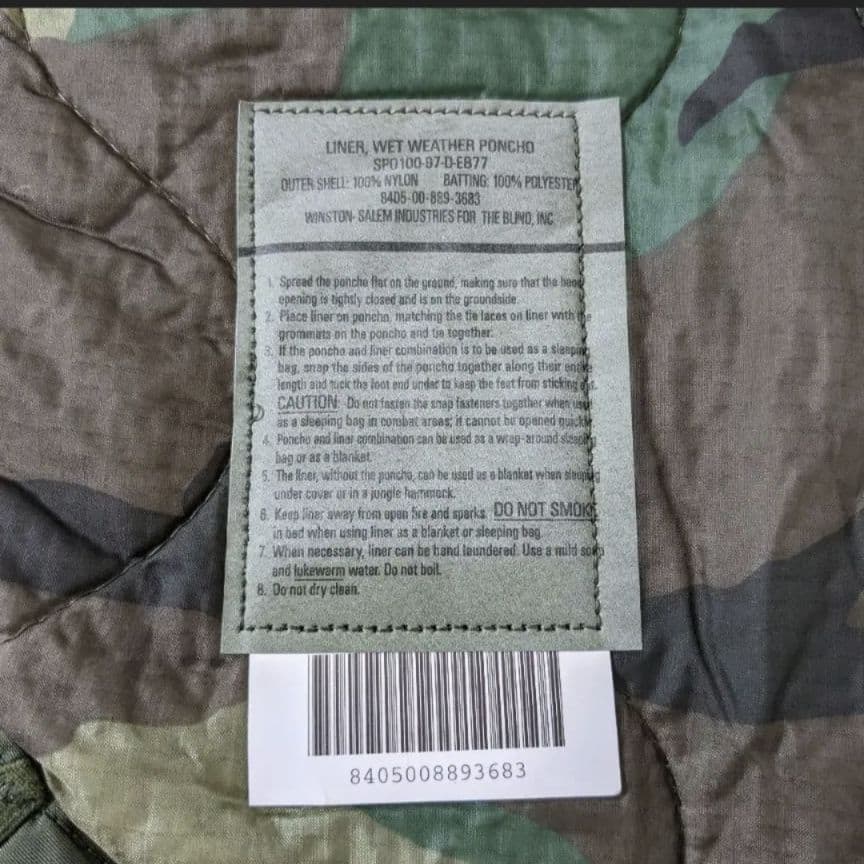 LINER, WET WEATHER PONCHO
SPO100-97-D-EB77
OUTER SHELL: 100% NYLON BATTING: 100% POLYESTER
8405-00-889-3683
WINSTON-SALEM INDUSTRIES FOR THE BLIND, INC
1. Spread the poncho flat on the ground, making sure that the hood
opening is tightly closed and is on the groundside.
2. Place liner on poncho, matching the tie laces on liner with the
grommets on the poncho and tie together.
3. If the poncho and liner combination is to be used as a sleeping
bag, snap the sides of the poncho together along their entire
length and tuck the foot end under to keep the feet from sticking out.
CAUTION: Do not fasten the snap fasteners together when used
as a sleeping bag in combat areas; it cannot be opened quickly
4. Poncho and liner combination can be used as a wrap-around sleeping
bag or as a blanket.
5. The liner, without the poncho, can be used as a blanket when sleeping
under cover or in a jungle hammock.
6. Keep liner away from open fire and sparks. DO NOT SMOKE
in bed when using liner as a blanket or sleeping bag.
7. When necessary, liner can be hand laundered. Use a mild soap
and lukewarm water. Do not boil.
8. Do not dry clean.
8405008893683